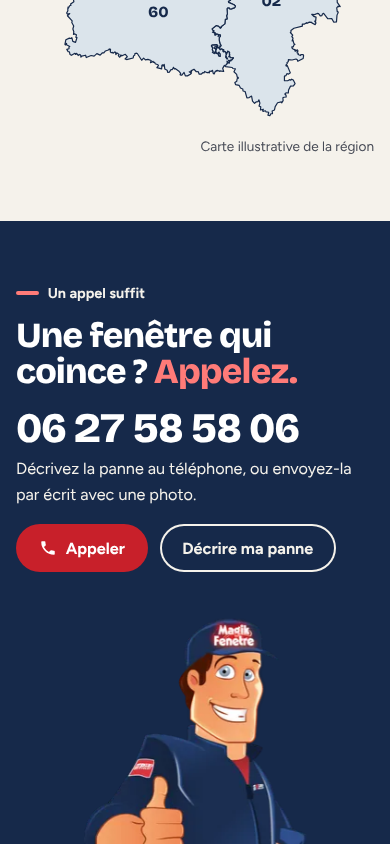 60
02
Carte illustrative de la région
Un appel suffit
Une fenêtre qui
coince ? Appelez.
06 27 58 58 06
Décrivez la panne au téléphone, ou envoyez-la
par écrit avec une photo.
Appeler
Décrire ma panne
Magik
Fenêtre